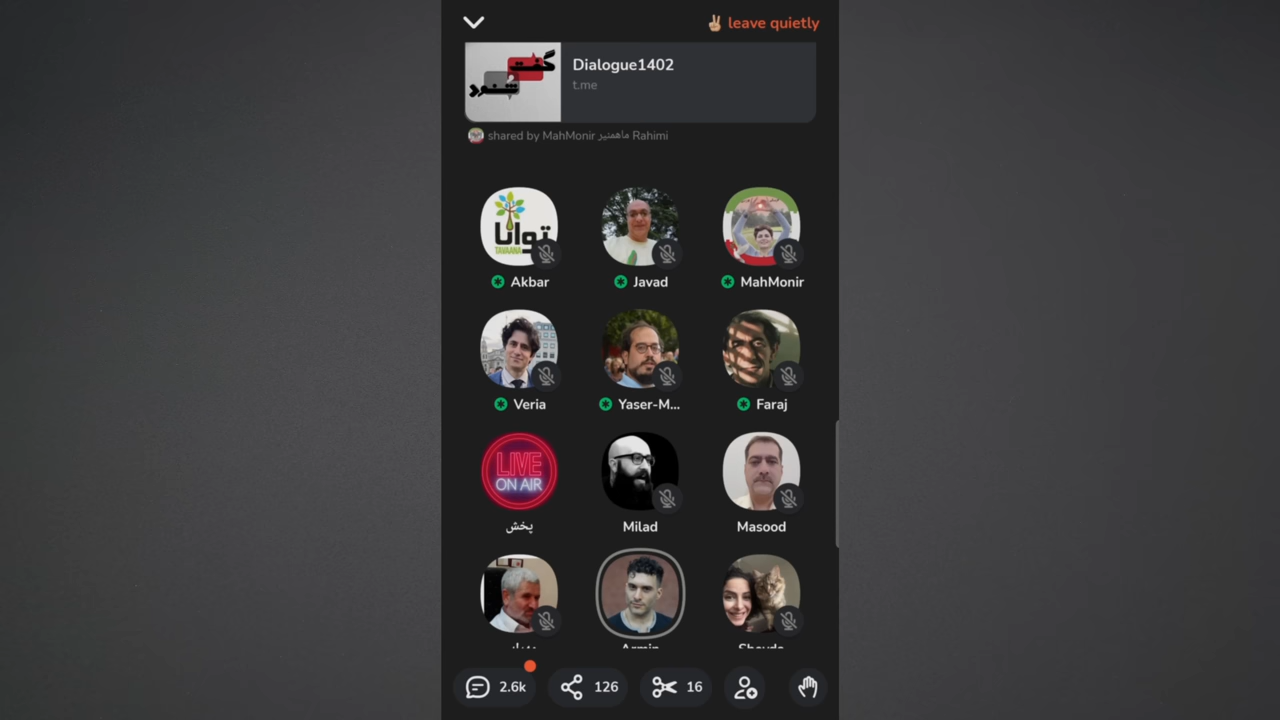 ✌🏼 leave quietly
گفت
و
شنود
Dialogue1402
t.me
shared by MahMonir ماهمنیر Rahimi
توانا
TAVAANA
Akbar
Javad
MahMonir
Veria
Yaser-M...
Faraj
LIVE
ON AIR
پخش
Milad
Masood
Armin
2.6k
126
16